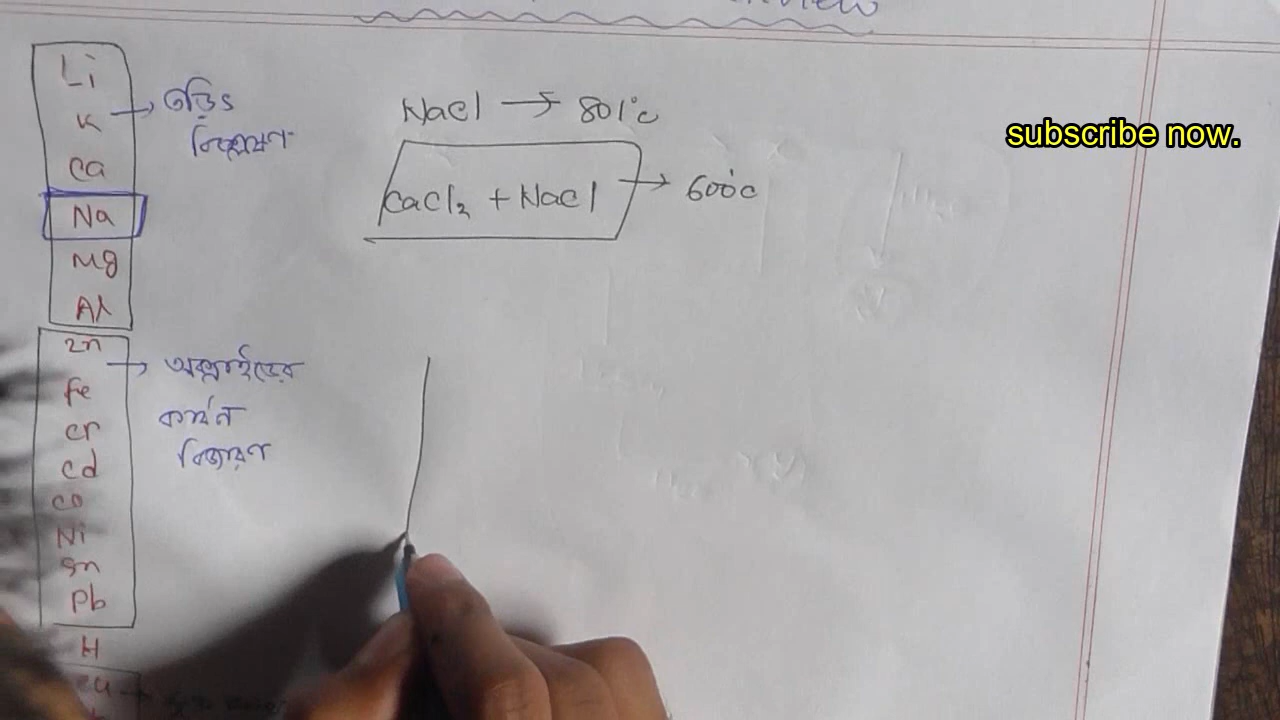 Li
K → তড়িৎ
বিশ্লেষণ
Ca
Na
Mg
Al
Zn → অক্সাইডের
Fe
কার্বন
Cr
বিজারণ
Cd
Co
Ni
Sn
Pb
H
Cu →
NaCl → 801°C
CaCl₂ + NaCl → 600°C
subscribe now.